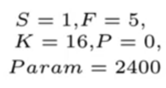 S = 1, F = 5,
K = 16, P = 0,
Param = 2400